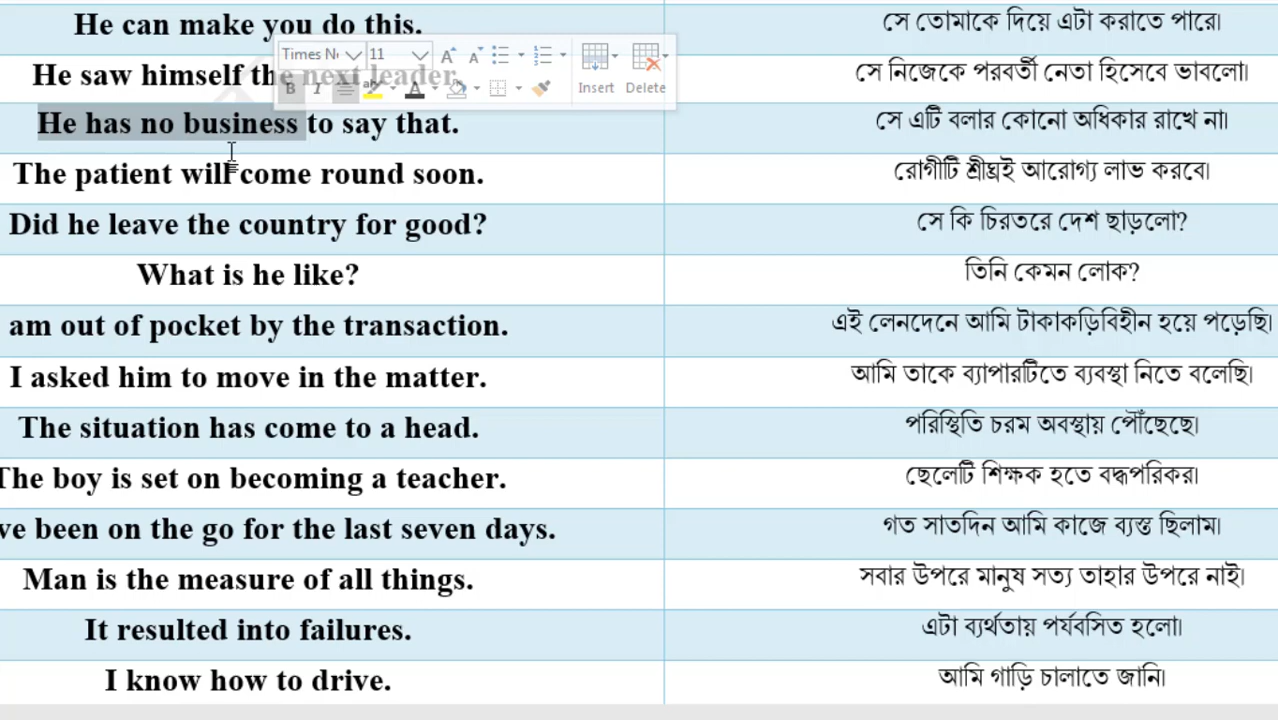 He can make you do this. সে তোমাকে দিয়ে এটা করাতে পারে।
Times N 11
He saw himself the next leader. সে নিজেকে পরবর্তী নেতা হিসেবে ভাবলো।
B I A Insert Delete
He has no business to say that. সে এটি বলার কোনো অধিকার রাখে না।
The patient will come round soon. রোগীটি শ্রীঘ্রই আরোগ্য লাভ করবে।
Did he leave the country for good? সে কি চিরতরে দেশ ছাড়লো?
What is he like? তিনি কেমন লোক?
am out of pocket by the transaction. এই লেনদেনে আমি টাকাকড়িবিহীন হয়ে পড়েছি।
I asked him to move in the matter. আমি তাকে ব্যাপারটিতে ব্যবস্থা নিতে বলেছি।
The situation has come to a head. পরিস্থিতি চরম অবস্থায় পৌঁছেছে।
The boy is set on becoming a teacher. ছেলেটি শিক্ষক হতে বদ্ধপরিকর।
ve been on the go for the last seven days. গত সাতদিন আমি কাজে ব্যস্ত ছিলাম।
Man is the measure of all things. সবার উপরে মানুষ সত্য তাহার উপরে নাই।
It resulted into failures. এটা ব্যর্থতায় পর্যবসিত হলো।
I know how to drive. আমি গাড়ি চালাতে জানি।